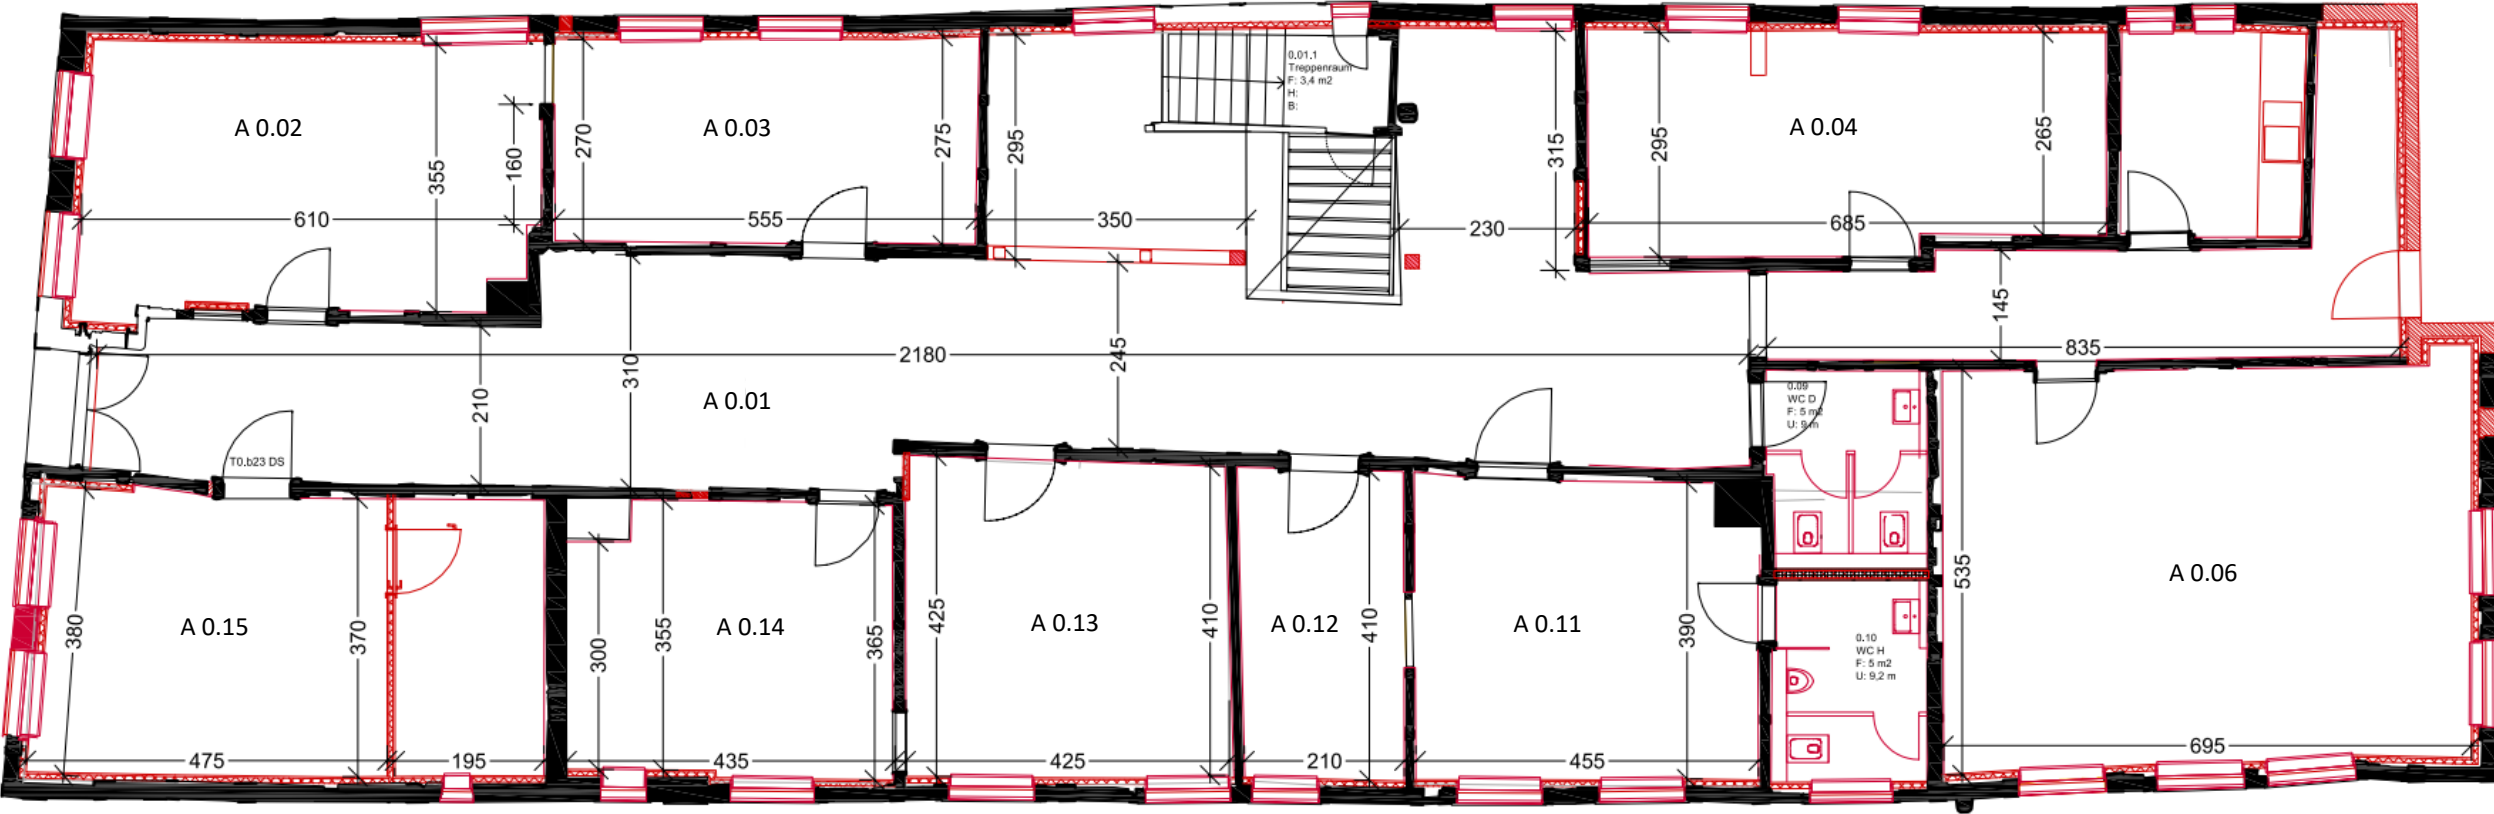 0.01.1
Treppenraum
F: 3,4 m2
H:
B:
A 0.02
A 0.03
A 0.04
160
270
275
295
315
295
265
355
610
555
350
230
685
145
310
245
2180
835
210
A 0.01
0.09
WC D
F: 5 m2
U: 9 m
T0.b23 DS
380
A 0.15
370
300
355
A 0.14
365
425
A 0.13
410
A 0.12
410
A 0.11
390
535
A 0.06
0.10
WC H
F: 5 m2
U: 9,2 m
475
195
435
425
210
455
695